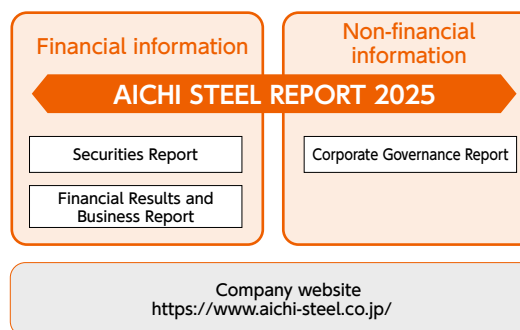 Financial information
Non-financial
information
AICHI STEEL REPORT 2025
Securities Report
Corporate Governance Report
Financial Results and
Business Report
Company website
https://www.aichi-steel.co.jp/